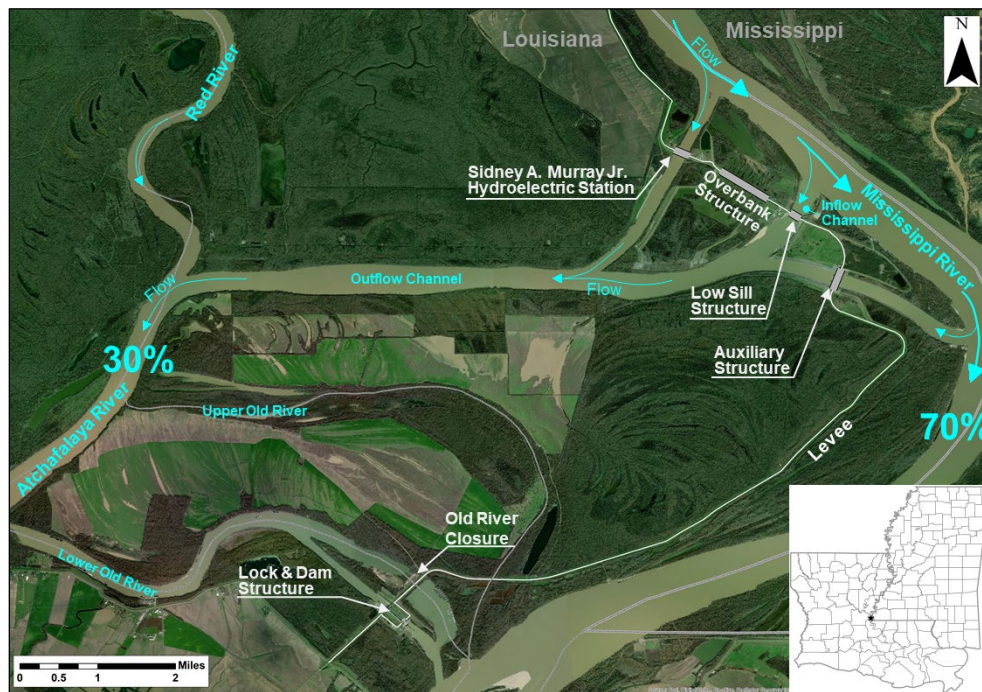 Louisiana
Mississippi
N
Flow
Red River
Sidney A. Murray Jr.
Hydroelectric Station
Overbank
Structure
Inflow
Channel
Mississippi River
Outflow Channel
Flow
Flow
Low Sill
Structure
Auxiliary
Structure
30%
70%
Atchafalaya River
Upper Old River
Levee
Old River
Closure
Lower Old River
Lock & Dam
Structure
Miles
0 0.5 1 2